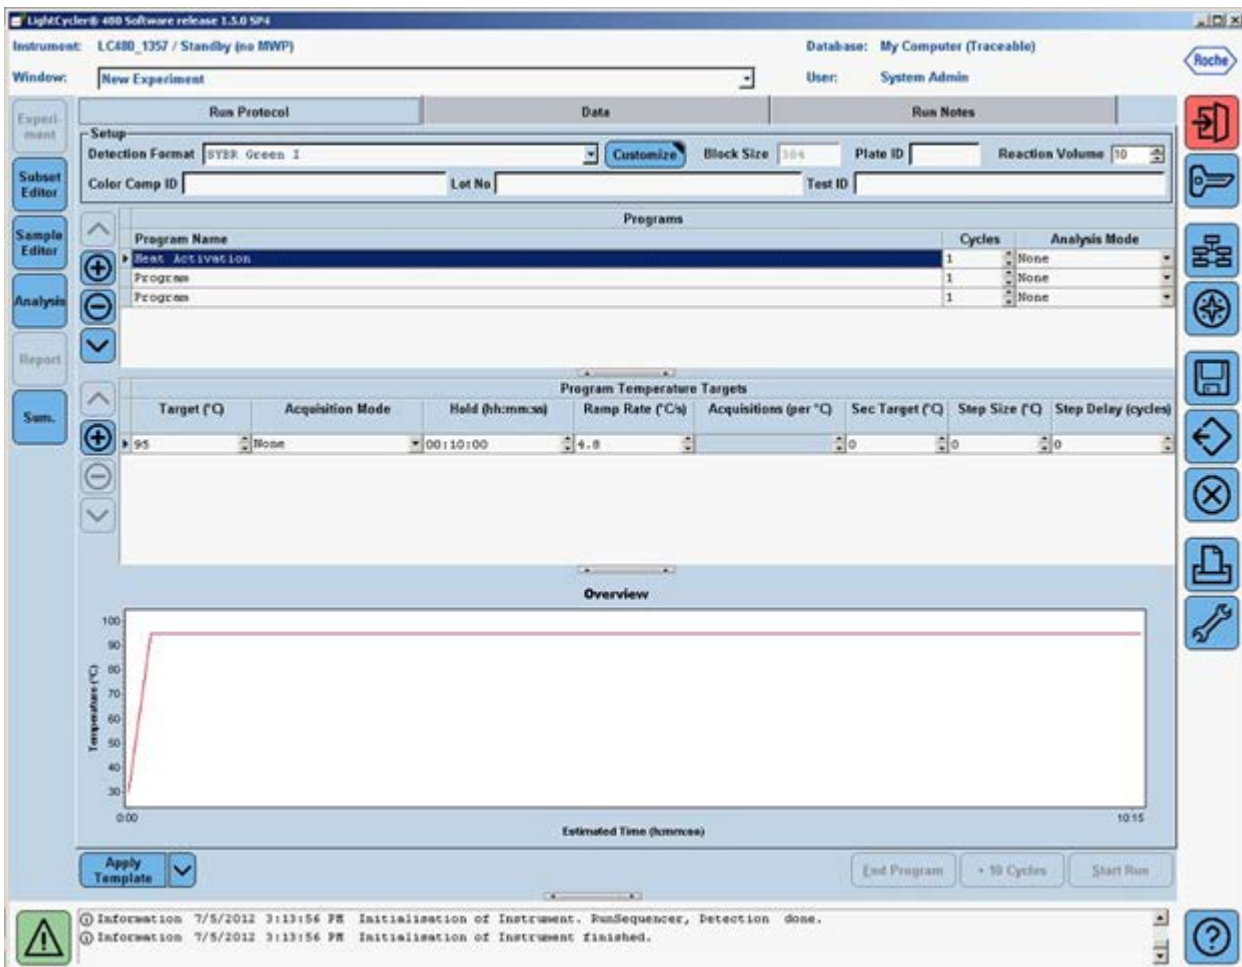 LightCycler® 480 Software release 1.5.0 SP4
Instrument: LC480_1357 / Standby (no MWP) Database: My Computer (Traceable)
Roche
Window: New Experiment User: System Admin
Run Protocol Data Run Notes
Experi-
ment
Setup
Detection Format SYBR Green I Customize Block Size 384 Plate ID Reaction Volume 10
Subset
Editor
Color Comp ID Lot No Test ID
Sample
Editor
Programs
Program Name Cycles Analysis Mode
Heat Activation 1 None
Program 1 None
Program 1 None
Analysis
Report
Sum.
Program Temperature Targets
Target (°C) Acquisition Mode Hold (hh:mm:ss) Ramp Rate (°C/s) Acquisitions (per °C) Sec Target (°C) Step Size (°C) Step Delay (cycles)
95 None 00:10:00 4.8 0 0 0
Overview
100
90
80
70
60
50
40
30
Temperature (°C)
0:00 10:15
Estimated Time (h:mm:ss)
Apply
Template
End Program + 10 Cycles Start Run
Information 7/5/2012 3:13:56 PM Initialisation of Instrument. RunSequencer, Detection done.
Information 7/5/2012 3:13:56 PM Initialisation of Instrument finished.